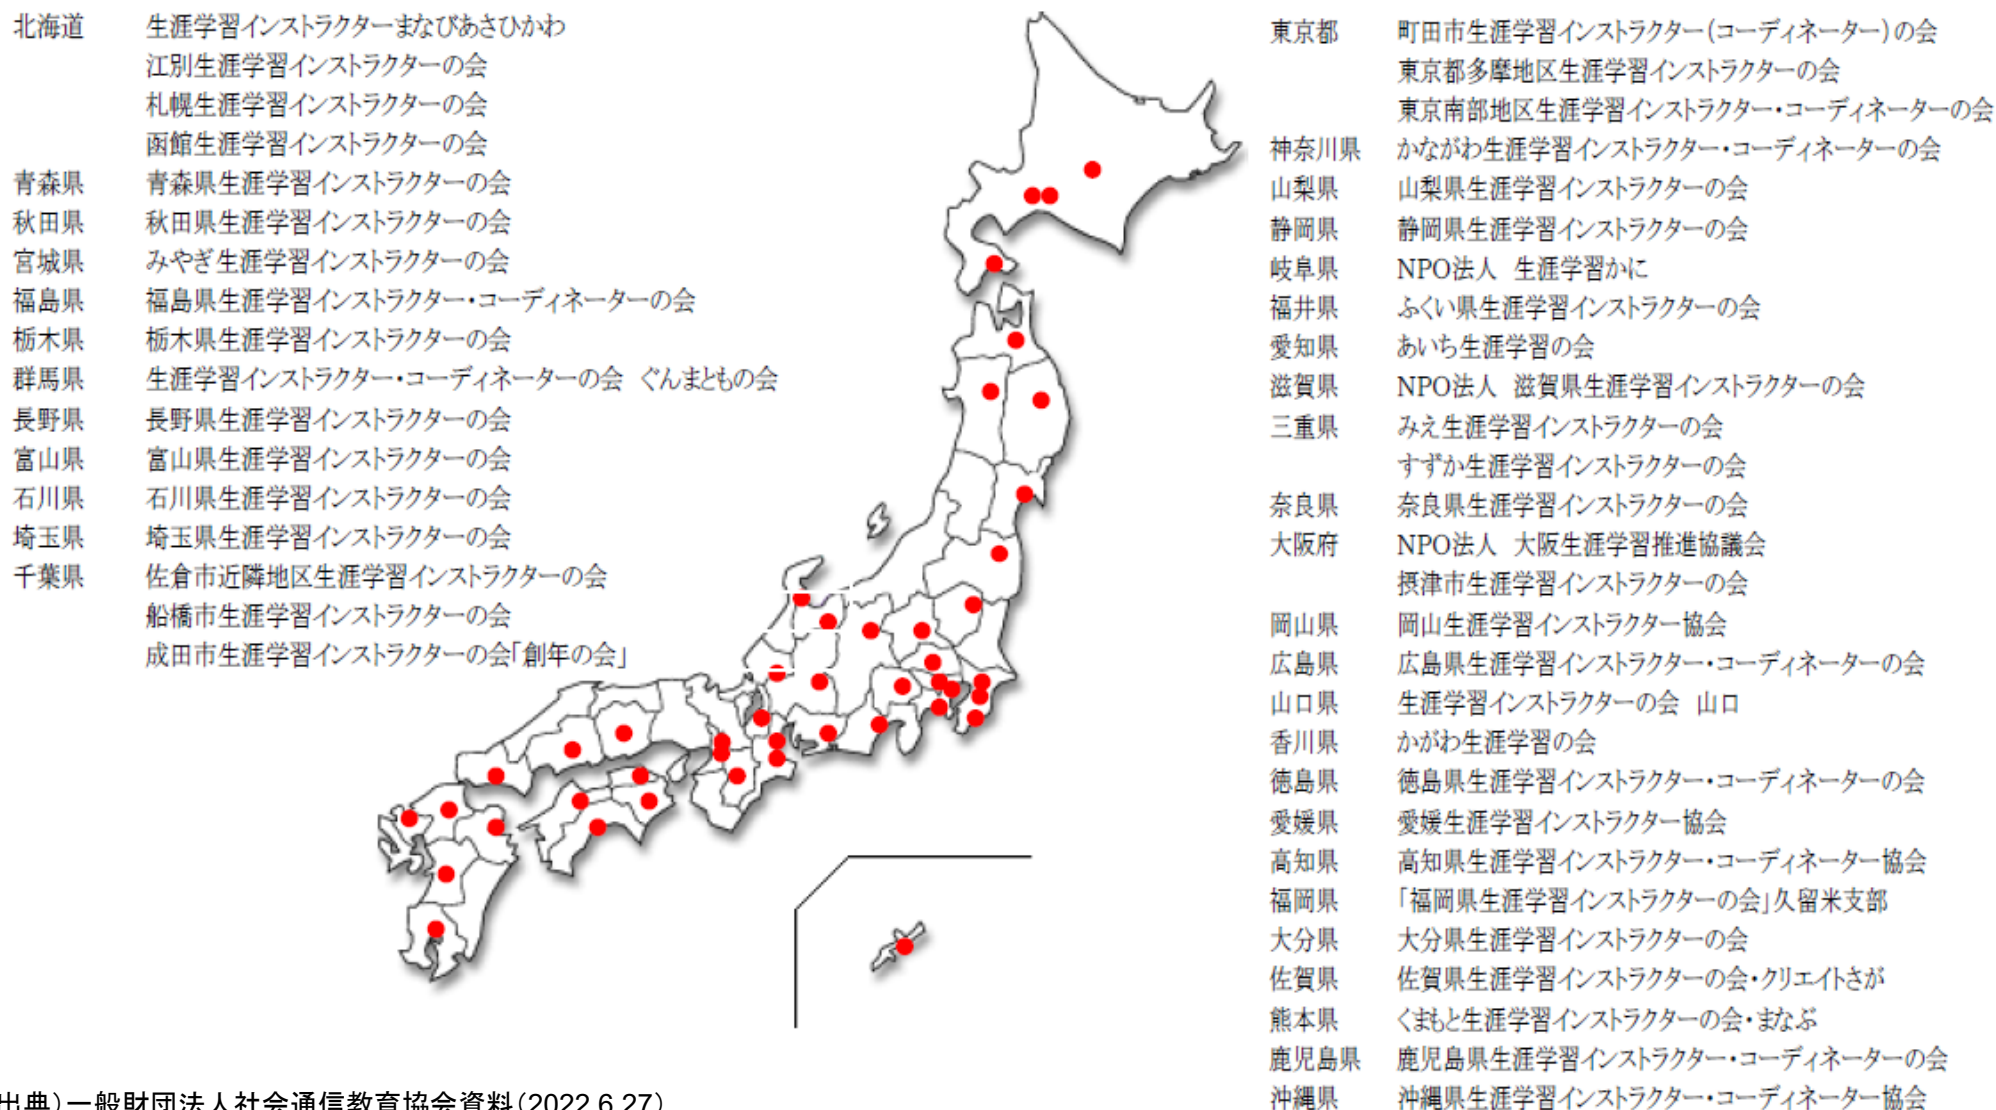 北海道 生涯学習インストラクターまなびあさひかわ
江別生涯学習インストラクターの会
札幌生涯学習インストラクターの会
函館生涯学習インストラクターの会
青森県 青森県生涯学習インストラクターの会
秋田県 秋田県生涯学習インストラクターの会
宮城県 みやぎ生涯学習インストラクターの会
福島県 福島県生涯学習インストラクター・コーディネーターの会
栃木県 栃木県生涯学習インストラクターの会
群馬県 生涯学習インストラクター・コーディネーターの会 ぐんまともの会
長野県 長野県生涯学習インストラクターの会
富山県 富山県生涯学習インストラクターの会
石川県 石川県生涯学習インストラクターの会
埼玉県 埼玉県生涯学習インストラクターの会
千葉県 佐倉市近隣地区生涯学習インストラクターの会
船橋市生涯学習インストラクターの会
成田市生涯学習インストラクターの会「創年の会」
東京都 町田市生涯学習インストラクター(コーディネーター)の会
東京都多摩地区生涯学習インストラクターの会
東京南部地区生涯学習インストラクター・コーディネーターの会
神奈川県 かながわ生涯学習インストラクター・コーディネーターの会
山梨県 山梨県生涯学習インストラクターの会
静岡県 静岡県生涯学習インストラクターの会
岐阜県 NPO法人 生涯学習かに
福井県 ふくい県生涯学習インストラクターの会
愛知県 あいち生涯学習の会
滋賀県 NPO法人 滋賀県生涯学習インストラクターの会
三重県 みえ生涯学習インストラクターの会
すずか生涯学習インストラクターの会
奈良県 奈良県生涯学習インストラクターの会
大阪府 NPO法人 大阪生涯学習推進協議会
摂津市生涯学習インストラクターの会
岡山県 岡山生涯学習インストラクター協会
広島県 広島県生涯学習インストラクター・コーディネーターの会
山口県 生涯学習インストラクターの会 山口
香川県 かがわ生涯学習の会
徳島県 徳島県生涯学習インストラクター・コーディネーターの会
愛媛県 愛媛生涯学習インストラクター協会
高知県 高知県生涯学習インストラクター・コーディネーター協会
福岡県 「福岡県生涯学習インストラクターの会」久留米支部
大分県 大分県生涯学習インストラクターの会
佐賀県 佐賀県生涯学習インストラクターの会・クリエイトさが
熊本県 くまもと生涯学習インストラクターの会・まなぶ
鹿児島県 鹿児島県生涯学習インストラクター・コーディネーターの会
沖縄県 沖縄県生涯学習インストラクター・コーディネーター協会
出典)一般財団法人社会通信教育協会資料(2022.6.27)